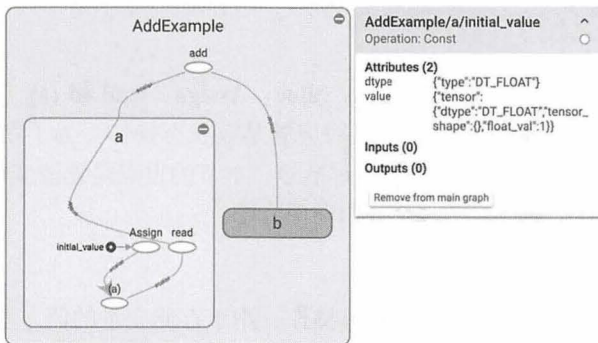 AddExample
add
a
Assign read
initial_value
(a)
b
AddExample/a/initial_value
Operation: Const
Attributes (2)
dtype {"type":"DT_FLOAT"}
value {"tensor":
{"dtype":"DT_FLOAT","tensor_
shape":{},"float_val":1}}
Inputs (0)
Outputs (0)
Remove from main graph